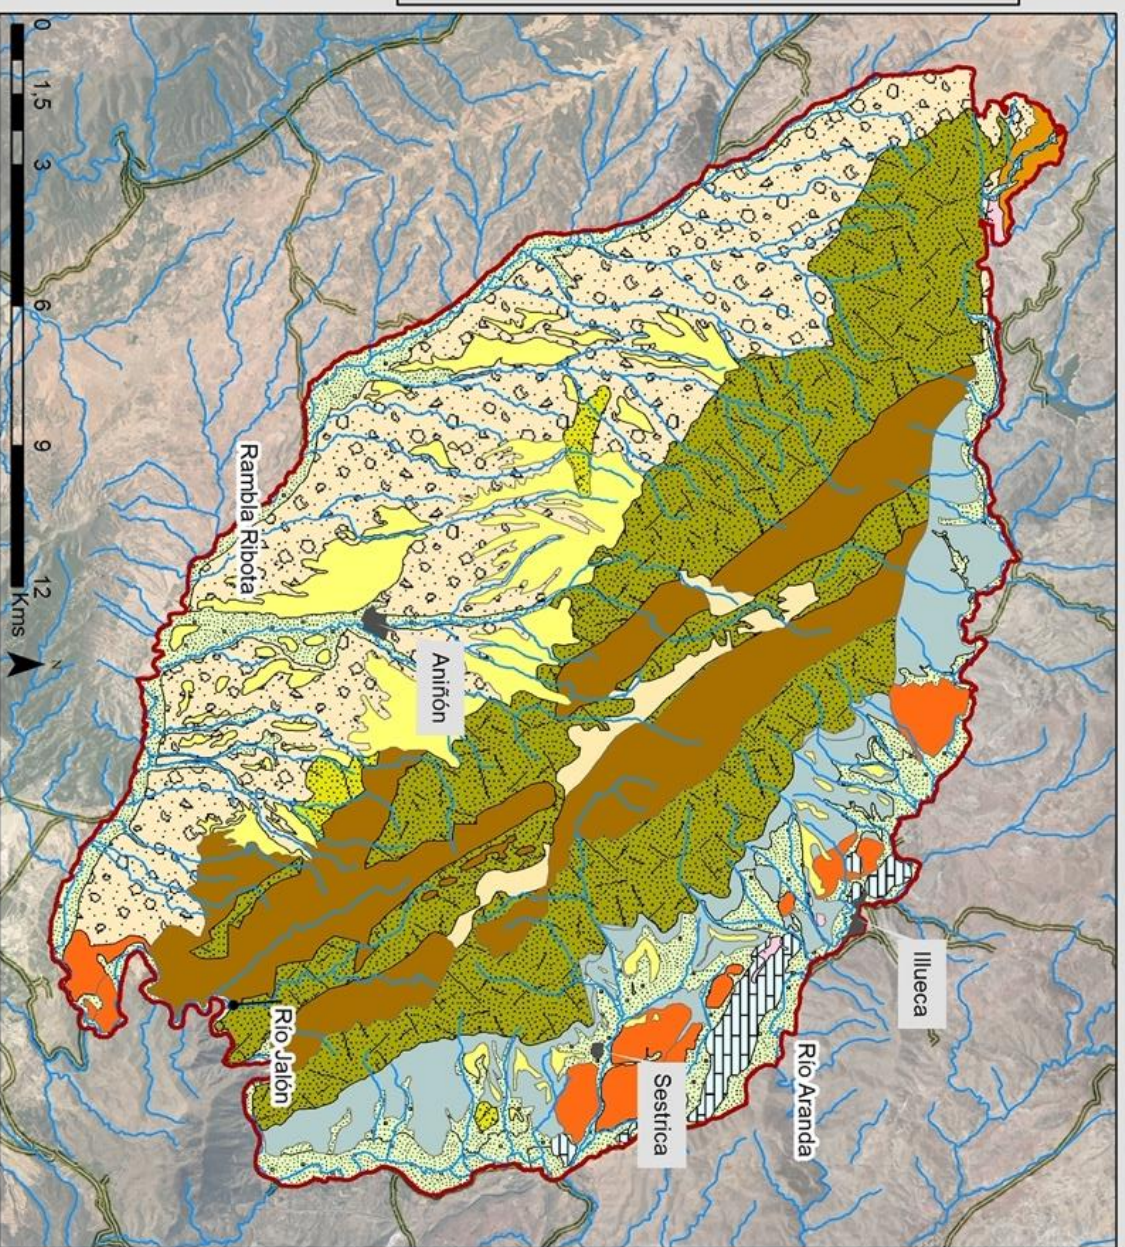 0 1,5 3 6 9 12 Kms
N
Illueca
Río Aranda
Sestrica
Aniñón
Río Jalón
Rambla Ribota